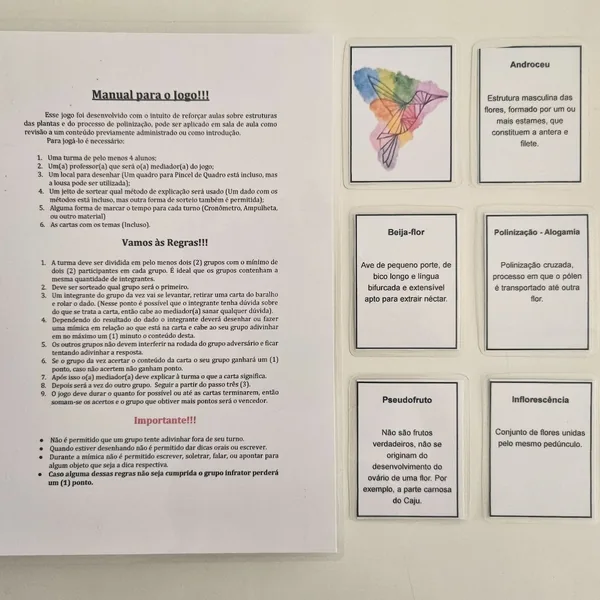 Manual para o Jogo!!!
Esse jogo foi desenvolvido com o intuito de reforçar aulas sobre estruturas
das plantas e do processo de polinização, pode ser aplicado em sala de aula como
revisão a um conteúdo previamente administrado ou como introdução.
Para jogá-lo é necessário:
1. Uma turma de pelo menos 4 alunos;
2. Um(a) professor(a) que será o(a) mediador(a) do jogo;
3. Um local para desenhar (Um quadro para Pincel de Quadro está incluso, mas
a lousa pode ser utilizada);
4. Um jeito de sortear qual método de explicação será usado (Um dado com os
métodos está incluso, mas outra forma de sorteio também é permitida);
5. Alguma forma de marcar o tempo para cada turno (Cronômetro, Ampulheta,
ou outro material)
6. As cartas com os temas (Incluso).
Vamos às Regras!!!
1. A turma deve ser dividida em pelo menos dois (2) grupos com o mínimo de
dois (2) participantes em cada grupo. É ideal que os grupos contenham a
mesma quantidade de integrantes.
2. Deve ser sorteado qual grupo será o primeiro.
3. Um integrante do grupo da vez vai se levantar, retirar uma carta do baralho
e rolar o dado. (Nesse ponto é possível que o integrante tenha dúvida sobre
do que se trata a carta, então cabe ao mediador(a) sanar qualquer dúvida).
4. Dependendo do resultado do dado o integrante deverá desenhar ou fazer
uma mímica em relação ao que está na carta e cabe ao seu grupo adivinhar
em no máximo um (1) minuto o conteúdo desta.
5. Os outros grupos não devem interferir na rodada do grupo adversário e ficar
tentando adivinhar a resposta.
6. Se o grupo da vez acertar o conteúdo da carta o seu grupo ganhará um (1)
ponto, caso não acertem não ganham ponto.
7. Após isso o(a) mediador(a) deve explicar à turma o que a carta significa.
8. Depois será a vez do outro grupo. Seguir a partir do passo três (3).
9. O jogo deve durar o quanto for possível ou até as cartas terminarem, então
somam-se os acertos e o grupo que obtiver mais pontos será o vencedor.
Importante!!!
• Não é permitido que um grupo tente adivinhar fora de seu turno.
• Quando estiver desenhando não é permitido dar dicas orais ou escrever.
• Durante a mímica não é permitido escrever, soletrar, falar, ou apontar para
algum objeto que seja a dica respectiva.
• Caso alguma dessas regras não seja cumprida o grupo infrator perderá
um (1) ponto.
Androceu
Estrutura masculina das
flores, formado por um ou
mais estames, que
constituem a antera e
filete.
Beija-flor
Ave de pequeno porte, de
bico longo e língua
bifurcada e extensível
apto para extrair néctar.
Polinização - Alogamia
Polinização cruzada,
processo em que o pólen
é transportado até outra
flor.
Pseudofruto
Não são frutos
verdadeiros, não se
originam do
desenvolvimento do
ovário de uma flor. Por
exemplo, a parte carnosa
do Caju.
Inflorescência
Conjunto de flores unidas
pelo mesmo pedúnculo.